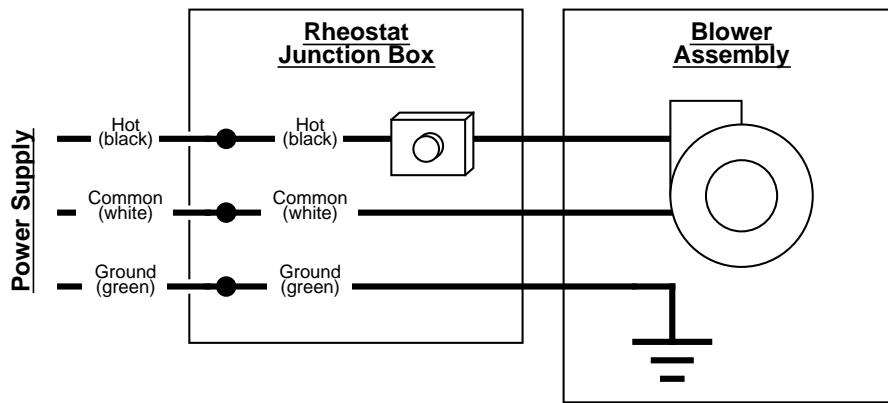 Rheostat
Junction Box
Blower
Assembly
Power Supply
Hot
(black)
Hot
(black)
Common
(white)
Common
(white)
Ground
(green)
Ground
(green)